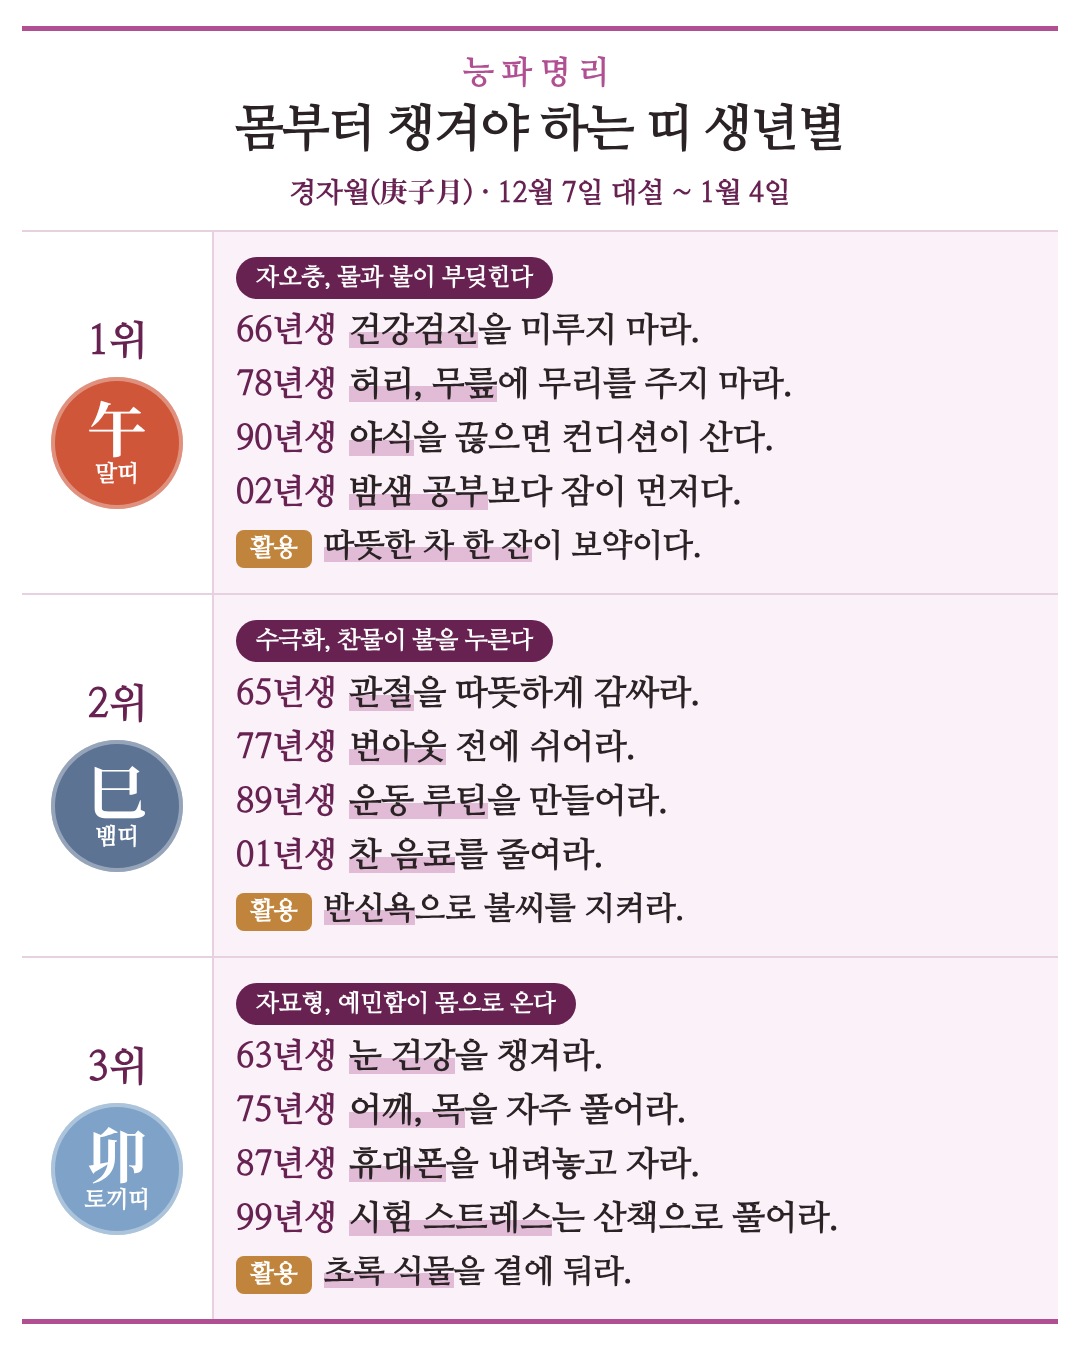 능파명리
몸부터 챙겨야 하는 띠 생년별
경자월(庚子月) · 12월 7일 대설 ~ 1월 4일
1위
午
말띠
자오충, 물과 불이 부딪힌다
66년생 건강검진을 미루지 마라.
78년생 허리, 무릎에 무리를 주지 마라.
90년생 야식을 끊으면 컨디션이 산다.
02년생 밤샘 공부보다 잠이 먼저다.
활용 따뜻한 차 한 잔이 보약이다.
2위
巳
뱀띠
수극화, 찬물이 불을 누른다
65년생 관절을 따뜻하게 감싸라.
77년생 번아웃 전에 쉬어라.
89년생 운동 루틴을 만들어라.
01년생 찬 음료를 줄여라.
활용 반신욕으로 불씨를 지켜라.
3위
卯
토끼띠
자묘형, 예민함이 몸으로 온다
63년생 눈 건강을 챙겨라.
75년생 어깨, 목을 자주 풀어라.
87년생 휴대폰을 내려놓고 자라.
99년생 시험 스트레스는 산책으로 풀어라.
활용 초록 식물을 곁에 둬라.